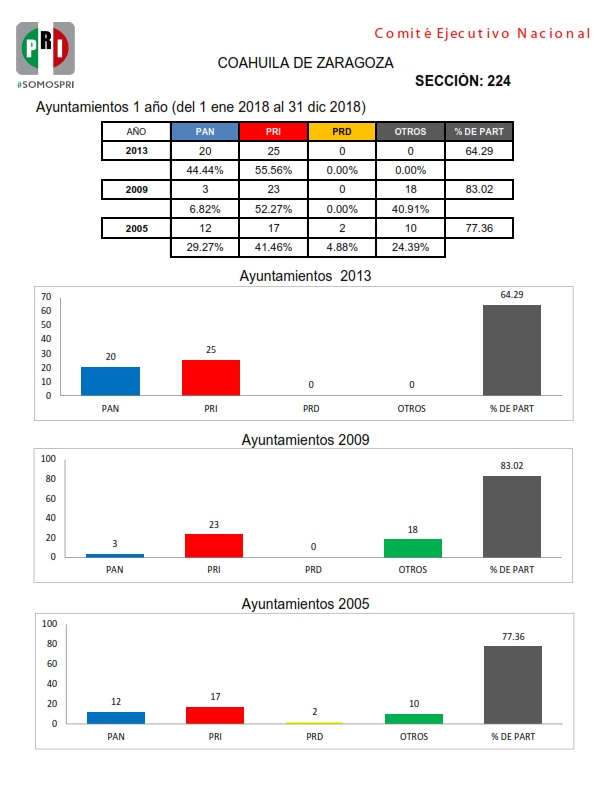 Comité Ejecutivo Nacional
PRI
#SOMOSPRI
COAHUILA DE ZARAGOZA
SECCIÓN: 224
Ayuntamientos 1 año (del 1 ene 2018 al 31 dic 2018)
AÑO PAN PRI PRD OTROS % DE PART
2013 20 25 0 0 64.29
44.44% 55.56% 0.00% 0.00%
2009 3 23 0 18 83.02
6.82% 52.27% 0.00% 40.91%
2005 12 17 2 10 77.36
29.27% 41.46% 4.88% 24.39%
Ayuntamientos 2013
70
60
50
40
30
20
10
0
20 25 0 0 64.29
PAN PRI PRD OTROS % DE PART
Ayuntamientos 2009
100
80
60
40
20
0
3 23 0 18 83.02
PAN PRI PRD OTROS % DE PART
Ayuntamientos 2005
100
80
60
40
20
0
12 17 2 10 77.36
PAN PRI PRD OTROS % DE PART